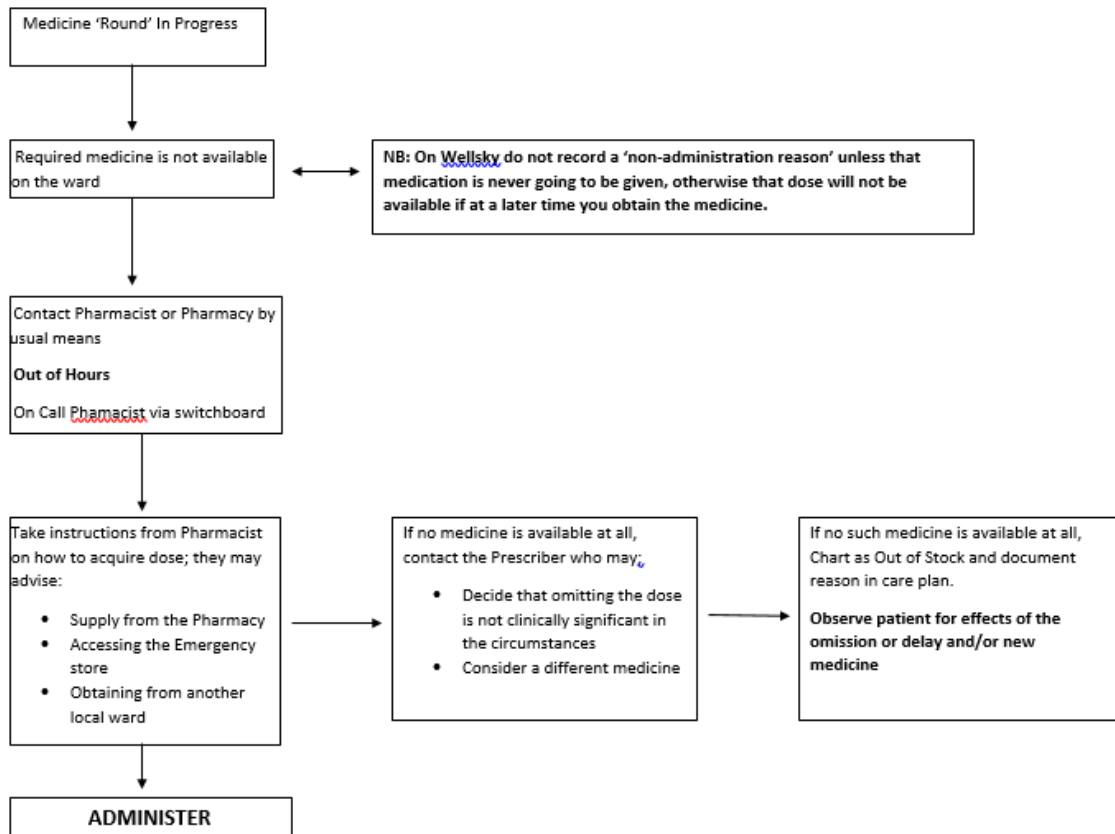 Medicine ‘Round’ In Progress
Required medicine is not available
on the ward
NB: On Wellsky do not record a ‘non-administration reason’ unless that
medication is never going to be given, otherwise that dose will not be
available if at a later time you obtain the medicine.
Contact Pharmacist or Pharmacy by
usual means
Out of Hours
On Call Phamacist via switchboard
Take instructions from Pharmacist
on how to acquire dose; they may
advise:
• Supply from the Pharmacy
• Accessing the Emergency
store
• Obtaining from another
local ward
If no medicine is available at all,
contact the Prescriber who may;
• Decide that omitting the dose
is not clinically significant in
the circumstances
• Consider a different medicine
If no such medicine is available at all,
Chart as Out of Stock and document
reason in care plan.
Observe patient for effects of the
omission or delay and/or new
medicine
ADMINISTER